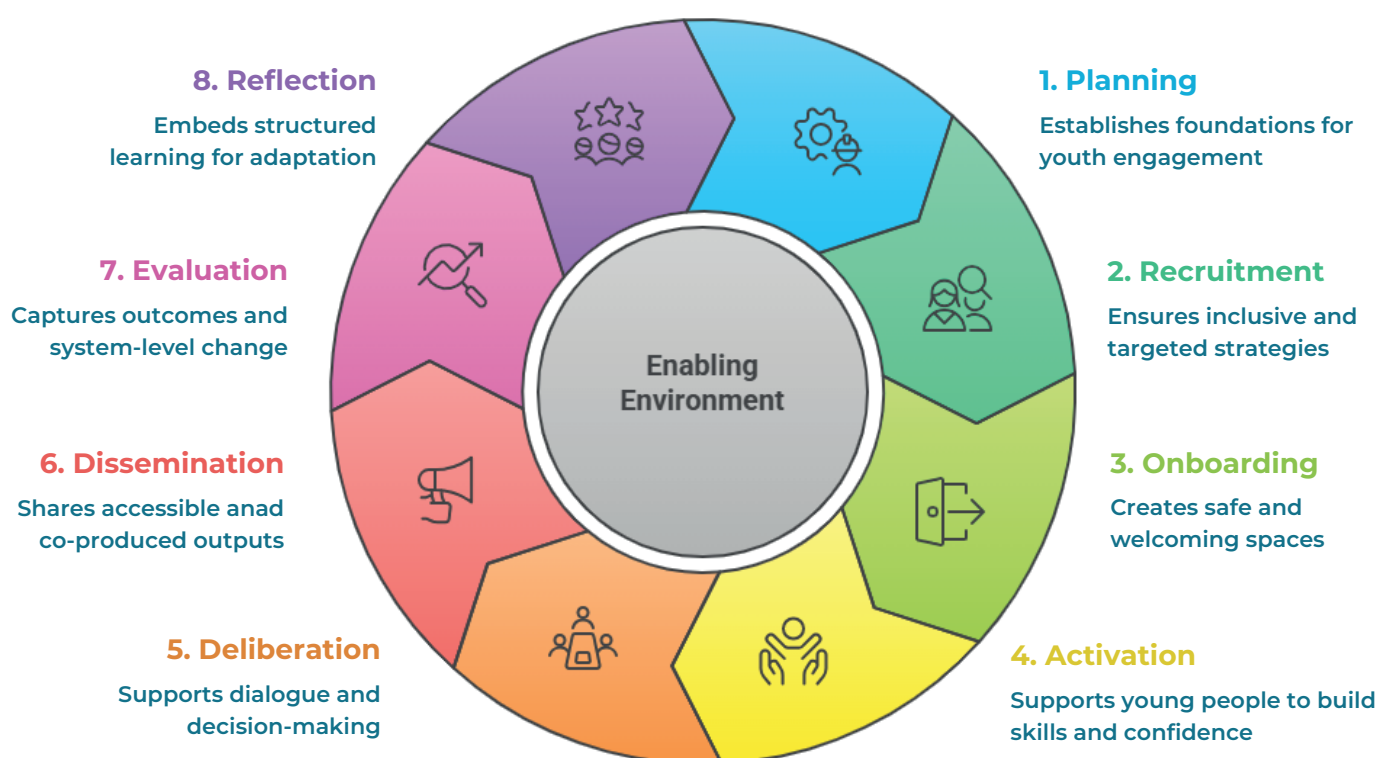 1. Planning
Establishes foundations for
youth engagement
2. Recruitment
Ensures inclusive and
targeted strategies
3. Onboarding
Creates safe and
welcoming spaces
4. Activation
Supports young people to build
skills and confidence
5. Deliberation
Supports dialogue and
decision-making
6. Dissemination
Shares accessible anad
co-produced outputs
7. Evaluation
Captures outcomes and
system-level change
8. Reflection
Embeds structured
learning for adaptation
Enabling
Environment